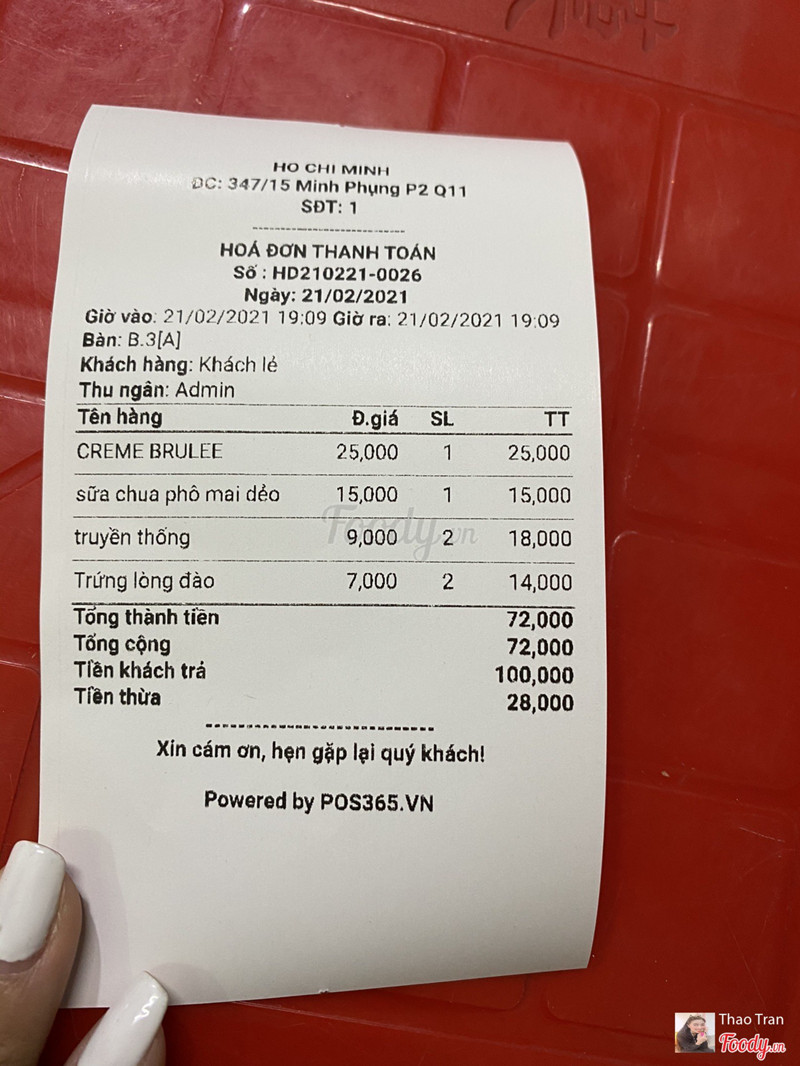 HO CHI MINH
ĐC: 347/15 Minh Phụng P2 Q11
SĐT: 1
HOÁ ĐƠN THANH TOÁN
Số : HD210221-0026
Ngày: 21/02/2021
Giờ vào: 21/02/2021 19:09 Giờ ra: 21/02/2021 19:09
Bàn: B.3[A]
Khách hàng: Khách lẻ
Thu ngân: Admin
Tên hàng Đ.giá SL TT
CREME BRULEE 25,000 1 25,000
sữa chua phô mai dẻo 15,000 1 15,000
truyền thống 9,000 2 18,000
Trứng lòng đào 7,000 2 14,000
Tổng thành tiền 72,000
Tổng cộng 72,000
Tiền khách trả 100,000
Tiền thừa 28,000
Xin cám ơn, hẹn gặp lại quý khách!
Powered by POS365.VN
Foody.vn
Thao Tran
Foody.vn